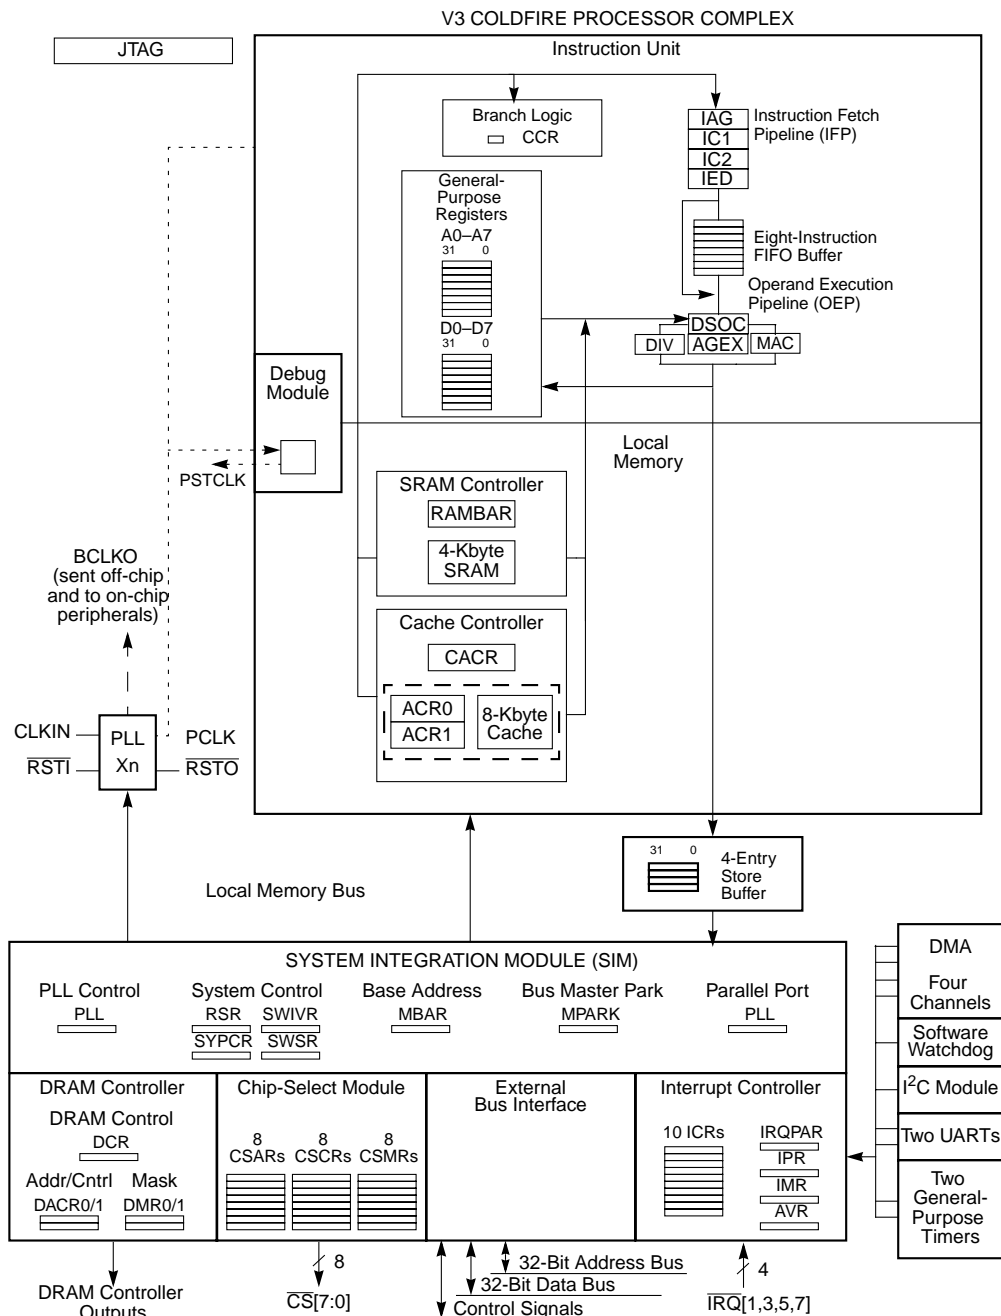 V3 COLDFIRE PROCESSOR COMPLEX
JTAG
Instruction Unit
Branch Logic
CCR
IAG
IC1
IC2
IED
Instruction Fetch
Pipeline (IFP)
General-
Purpose
Registers
A0–A7
31 0
D0–D7
31 0
Eight-Instruction
FIFO Buffer
Operand Execution
Pipeline (OEP)
DSOC
DIV
AGEX
MAC
Debug
Module
PSTCLK
Local
Memory
SRAM Controller
RAMBAR
4-Kbyte
SRAM
Cache Controller
CACR
ACR0
ACR1
8-Kbyte
Cache
BCLKO
(sent off-chip
and to on-chip
peripherals)
CLKIN
RSTI
PLL
Xn
PCLK
RSTO
31 0
4-Entry
Store
Buffer
Local Memory Bus
SYSTEM INTEGRATION MODULE (SIM)
PLL Control
PLL
System Control
RSR SWIVR
SYPCR SWSR
Base Address
MBAR
Bus Master Park
MPARK
Parallel Port
PLL
DRAM Controller
DRAM Control
DCR
Addr/Cntrl Mask
DACR0/1 DMR0/1
Chip-Select Module
8 8 8
CSARs CSCRs CSMRs
External
Bus Interface
Interrupt Controller
10 ICRs
IRQPAR
IPR
IMR
AVR
DMA
Four
Channels
Software
Watchdog
I2C Module
Two UARTs
Two
General-
Purpose
Timers
DRAM Controller
Outputs
8
CS[7:0]
32-Bit Address Bus
32-Bit Data Bus
Control Signals
4
IRQ[1,3,5,7]